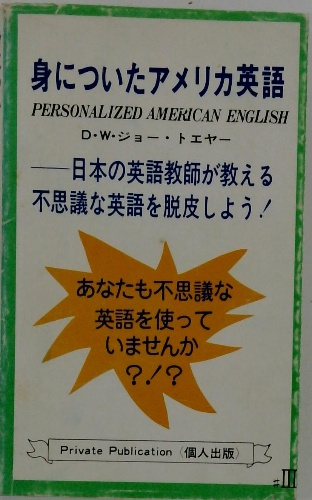 身についたアメリカ英語
PERSONALIZED AMERICAN ENGLISH
D・W・ジョー・トエヤー
――日本の英語教師が教える
不思議な英語を脱皮しよう!
あなたも不思議な
英語を使って
いませんか
?!?
Private Publication (個人出版)
#III